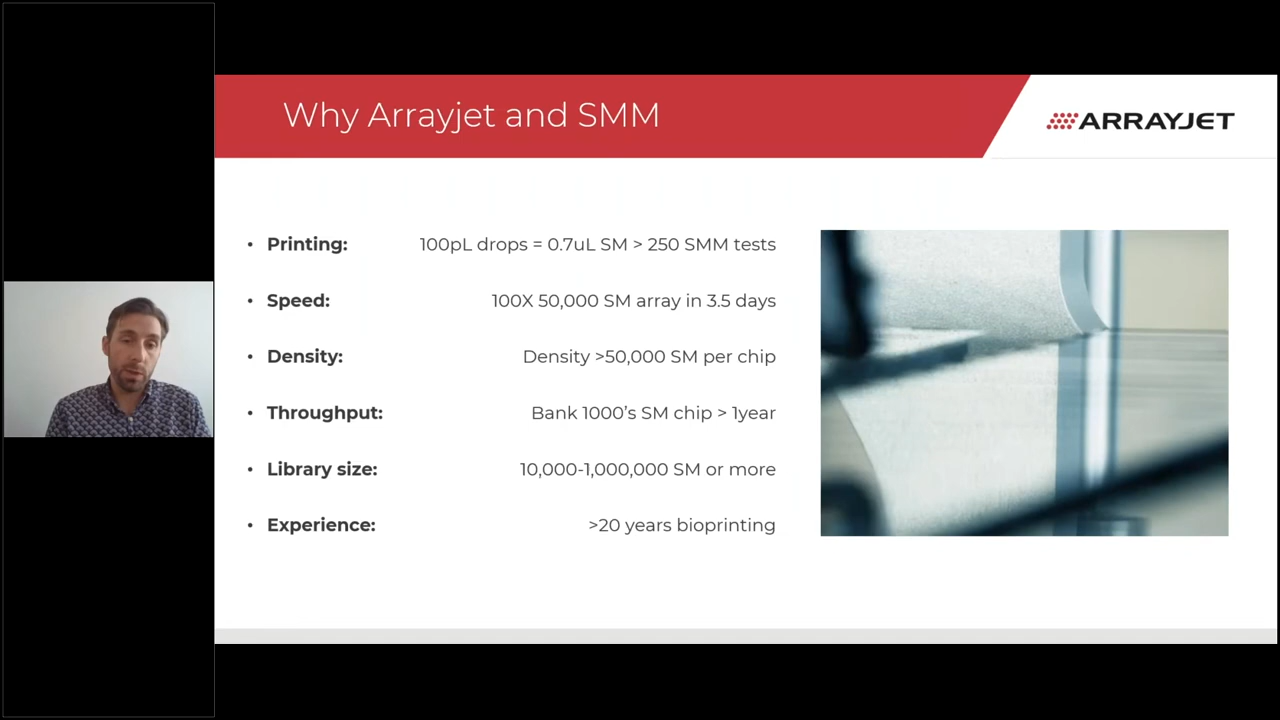 Why Arrayjet and SMM
ARRAYJET
• Printing: 100pL drops = 0.7uL SM > 250 SMM tests
• Speed: 100X 50,000 SM array in 3.5 days
• Density: Density >50,000 SM per chip
• Throughput: Bank 1000’s SM chip > 1year
• Library size: 10,000-1,000,000 SM or more
• Experience: >20 years bioprinting